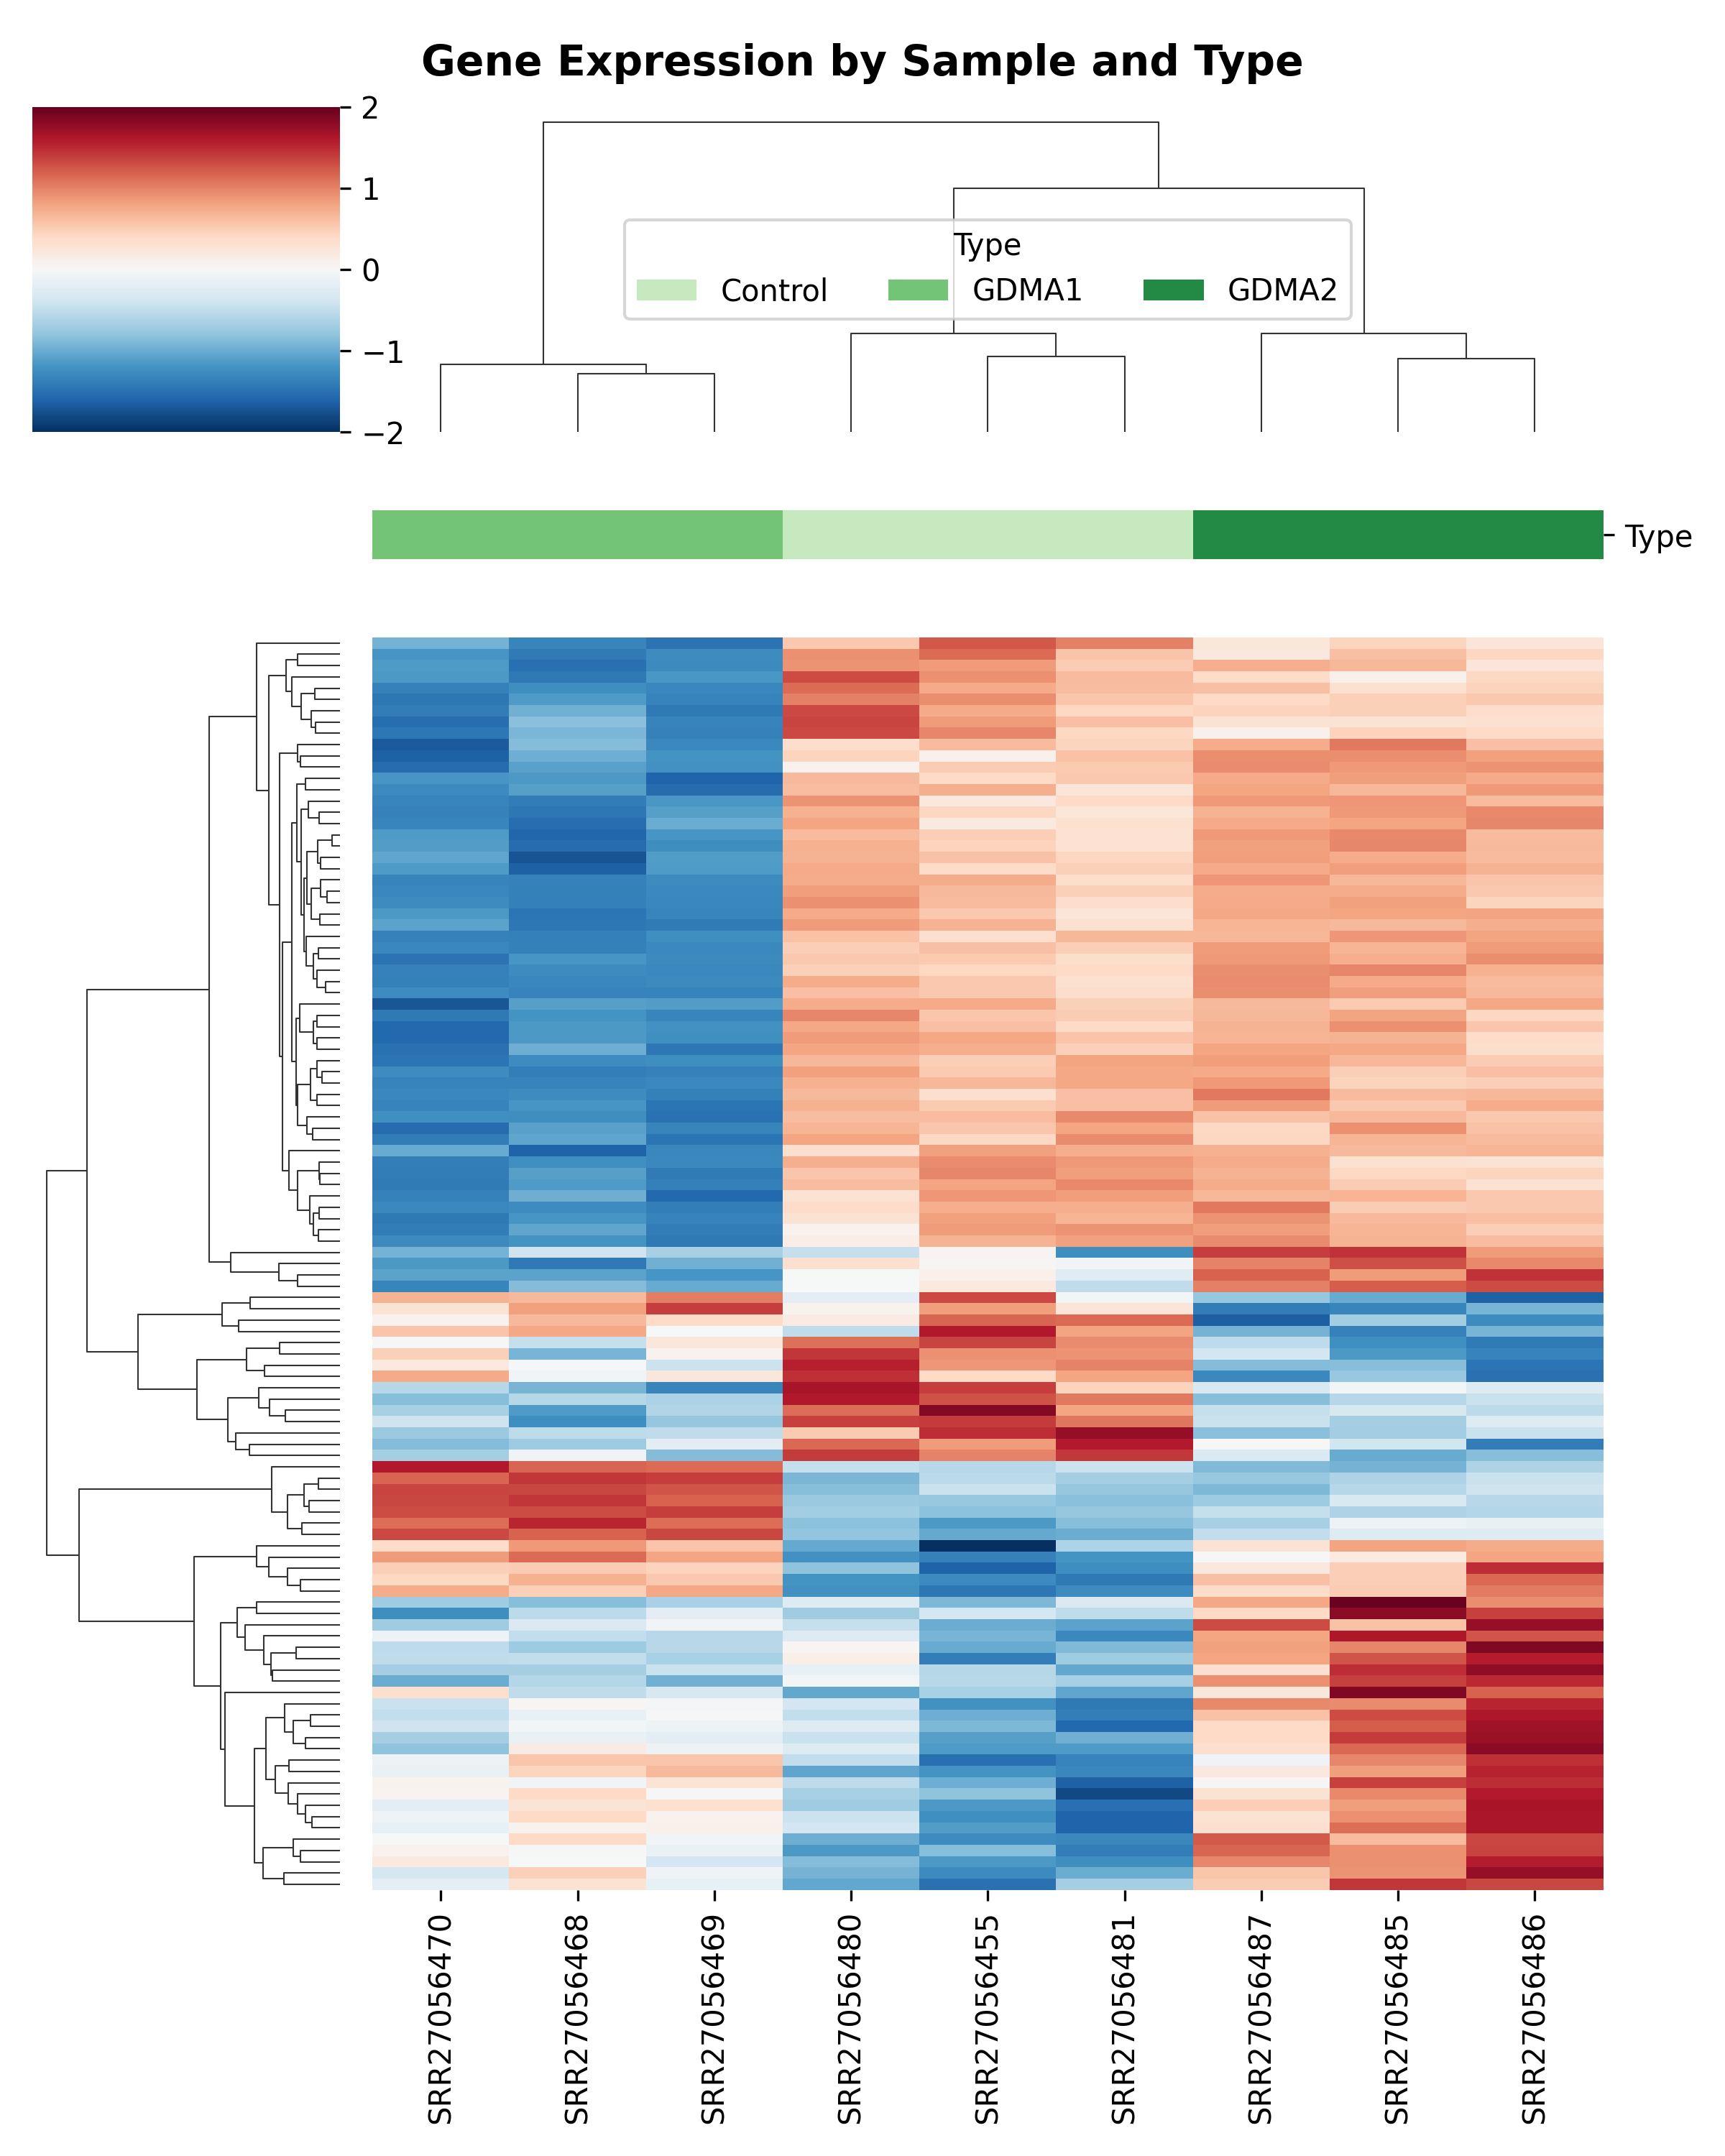 Gene Expression by Sample and Type
2
1
0
−1
−2
Type
Control GDMA1 GDMA2
Type
SRR27056470
SRR27056468
SRR27056469
SRR27056480
SRR27056455
SRR27056481
SRR27056487
SRR27056485
SRR27056486